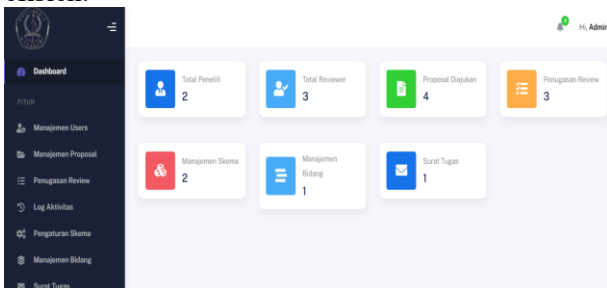 Hi, Admin
Dashboard
FITUR
Manajemen Users
Manajemen Proposal
Penugasan Review
Log Aktivitas
Pengaturan Skema
Manajemen Bidang
Surat Tugas
Total Peneliti
2
Total Reviewer
3
Proposal Diajukan
4
Penugasan Review
3
Manajemen Skema
2
Manajemen
Bidang
1
Surat Tugas
1